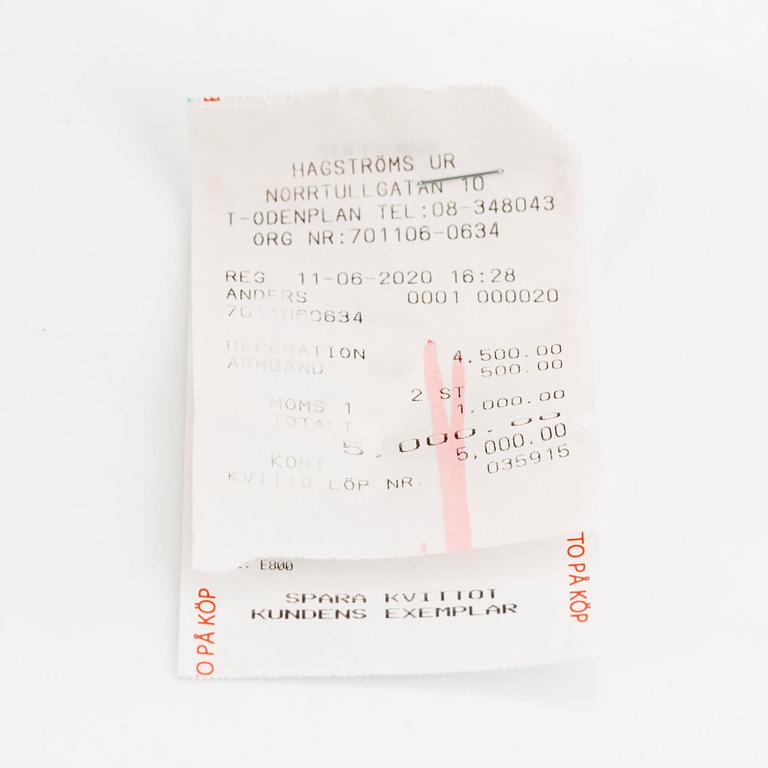 HAGSTRÖMS UR
NORRTULLGATAN 10
T-ODENPLAN TEL:08-348043
ORG NR:701106-0634
REG 11-06-2020 16:28
ANDERS 0001 000020
7011060634
REPERATION 4,500.00
ARMBAND 500.00
2 ST
MOMS 1 1,000.00
TOTALT 5,000.00
KORT 5,000.00
KVITTO LÖP NR. 035915
: E800
SPARA KVITTOT
KUNDENS EXEMPLAR
TO PÅ KÖP
O PÅ KÖP